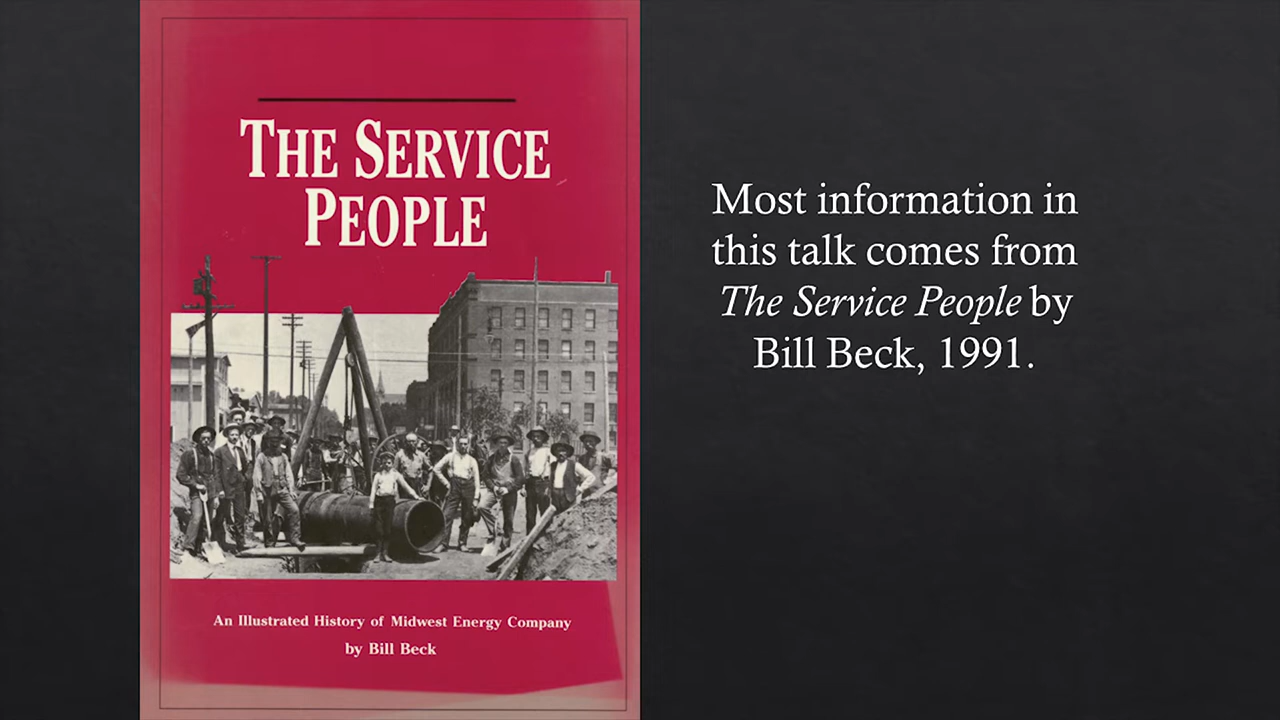 THE SERVICE
PEOPLE
An Illustrated History of Midwest Energy Company
by Bill Beck
Most information in
this talk comes from
The Service People by
Bill Beck, 1991.